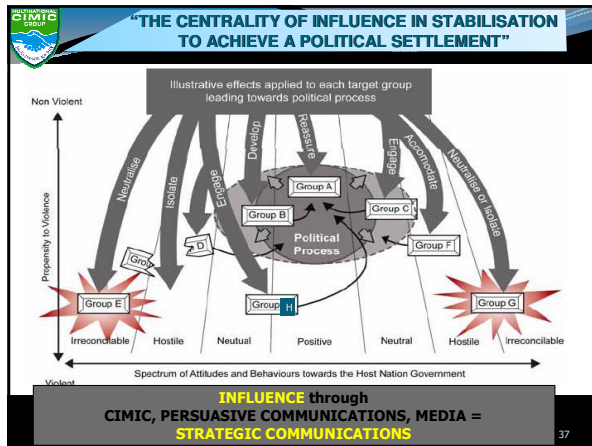 MULTINATIONAL
CIMIC
GROUP
“THE CENTRALITY OF INFLUENCE IN STABILISATION
TO ACHIEVE A POLITICAL SETTLEMENT”
Illustrative effects applied to each target group
leading towards political process
Non Violent
Propensity to Violence
Neutralise
Isolate
Engage
Develop
Reassure
Engage
Accomodate
Neutralise or Isolate
Group A
Group B
Group C
Political
Process
D
Group F
Group E
Group H
Group G
Irreconcilable
Hostile
Neutual
Positive
Neutral
Hostile
Irreconcilable
Spectrum of Attitudes and Behaviours towards the Host Nation Government
Violent
INFLUENCE through
CIMIC, PERSUASIVE COMMUNICATIONS, MEDIA =
STRATEGIC COMMUNICATIONS
37